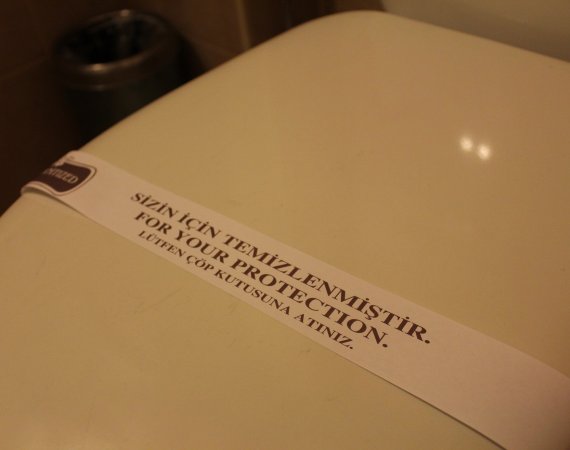 SİZİN İÇİN TEMİZLENMİŞTİR.
FOR YOUR PROTECTION.
LÜTFEN ÇÖP KUTUSUNA ATINIZ.